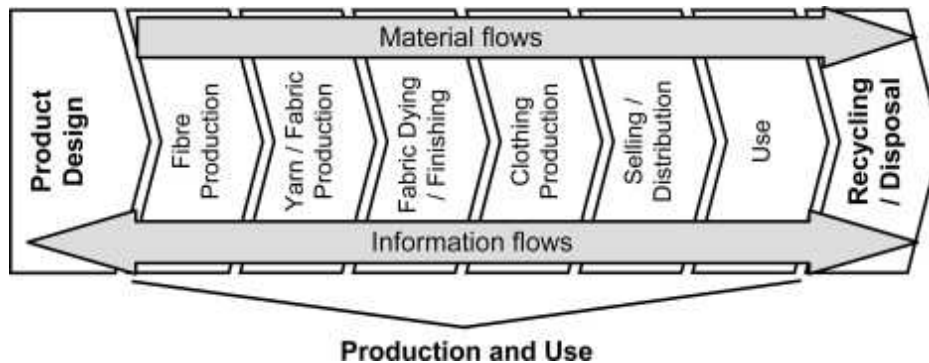 Material flows
Product
Design
Fibre
Production
Yarn / Fabric
Production
Fabric Dying
/ Finishing
Clothing
Production
Selling /
Distribution
Use
Recycling
/ Disposal
Information flows
Production and Use